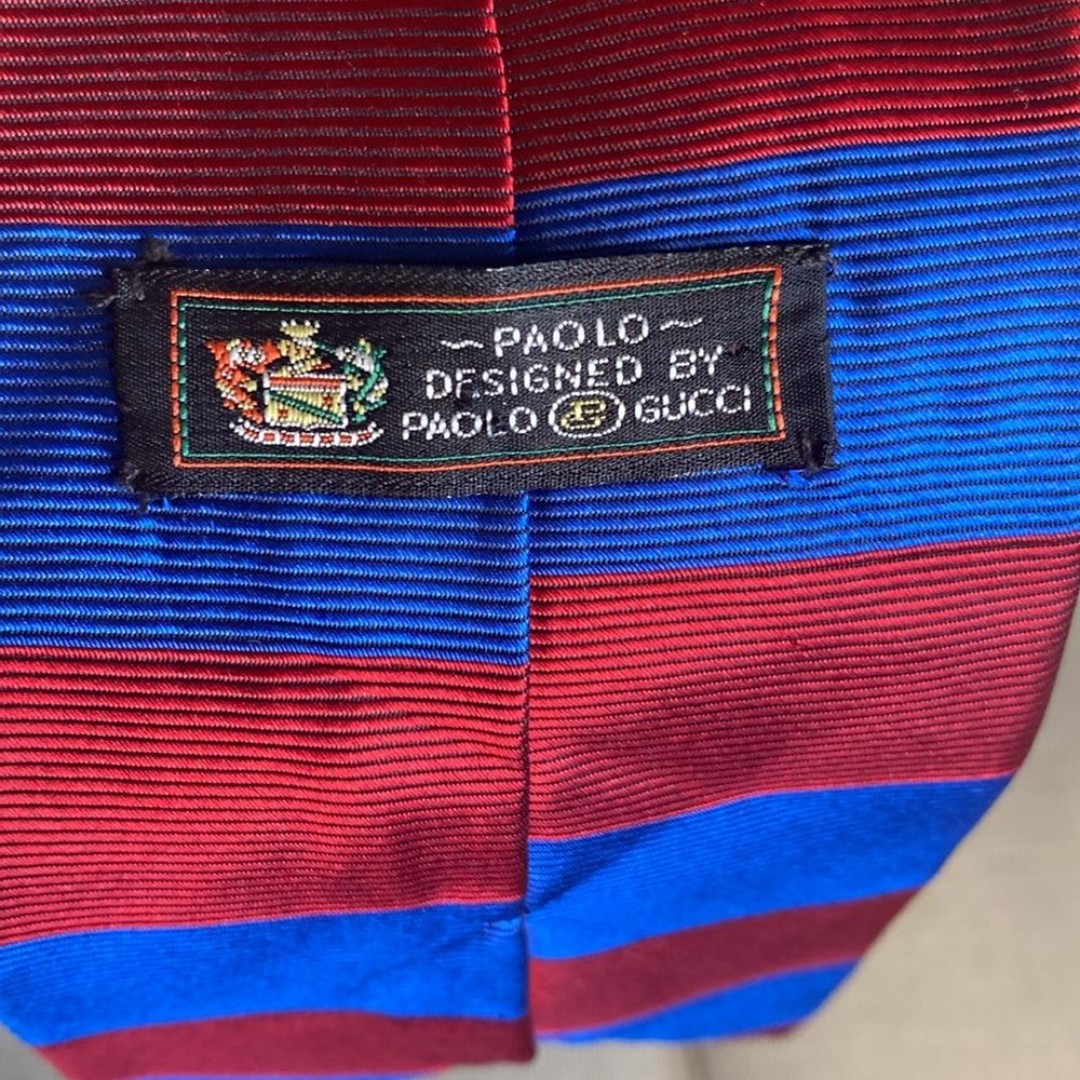 ~PAOLO~
DESIGNED BY
PAOLO GUCCI